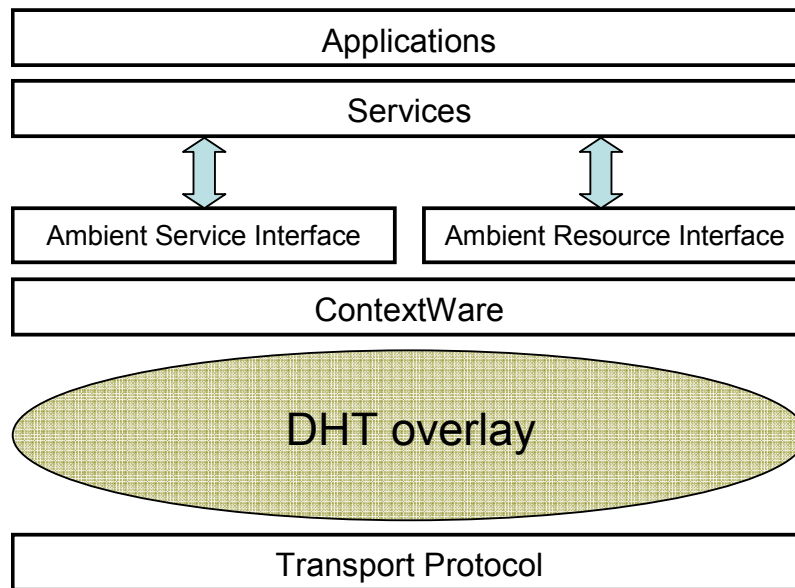 Applications
Services
Ambient Service Interface
Ambient Resource Interface
ContextWare
DHT overlay
Transport Protocol